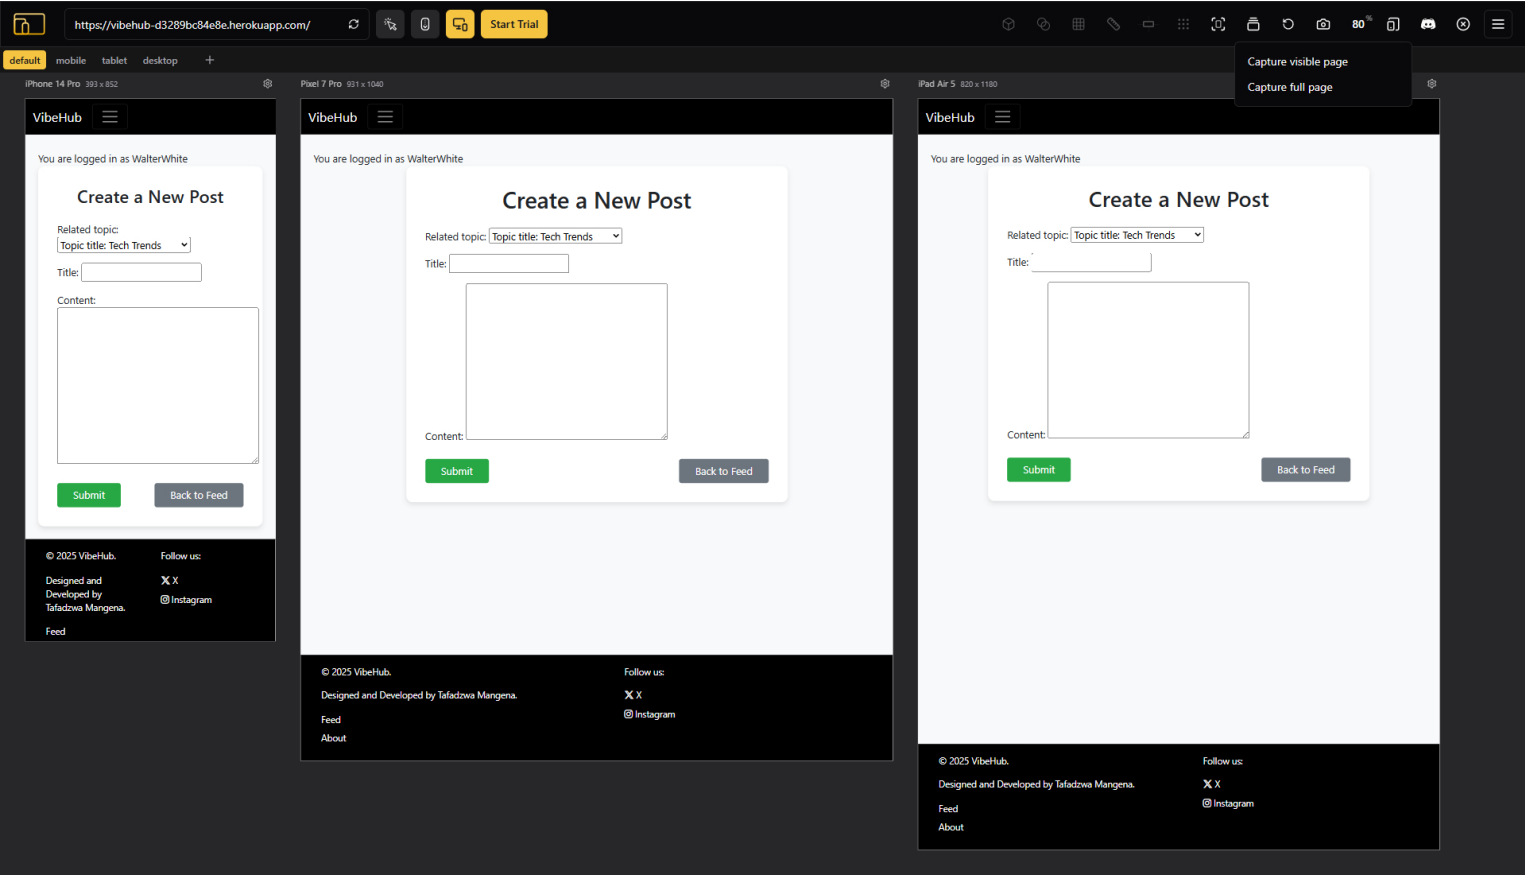 https://vibehub-d3289bc84e8e.herokuapp.com/
Start Trial
80%
default
mobile
tablet
desktop
+
Capture visible page
Capture full page
iPhone 14 Pro 393 x 852
VibeHub
You are logged in as WalterWhite
Create a New Post
Related topic:
Topic title: Tech Trends
Title:
Content:
Submit
Back to Feed
© 2025 VibeHub.
Designed and
Developed by
Tafadzwa Mangena.
Feed
Follow us:
X
Instagram
Pixel 7 Pro 931 x 1040
VibeHub
You are logged in as WalterWhite
Create a New Post
Related topic: Topic title: Tech Trends
Title:
Content:
Submit
Back to Feed
© 2025 VibeHub.
Designed and Developed by Tafadzwa Mangena.
Feed
About
Follow us:
X
Instagram
iPad Air 5 820 x 1180
VibeHub
You are logged in as WalterWhite
Create a New Post
Related topic: Topic title: Tech Trends
Title:
Content:
Submit
Back to Feed
© 2025 VibeHub.
Designed and Developed by Tafadzwa Mangena.
Feed
About
Follow us:
X
Instagram